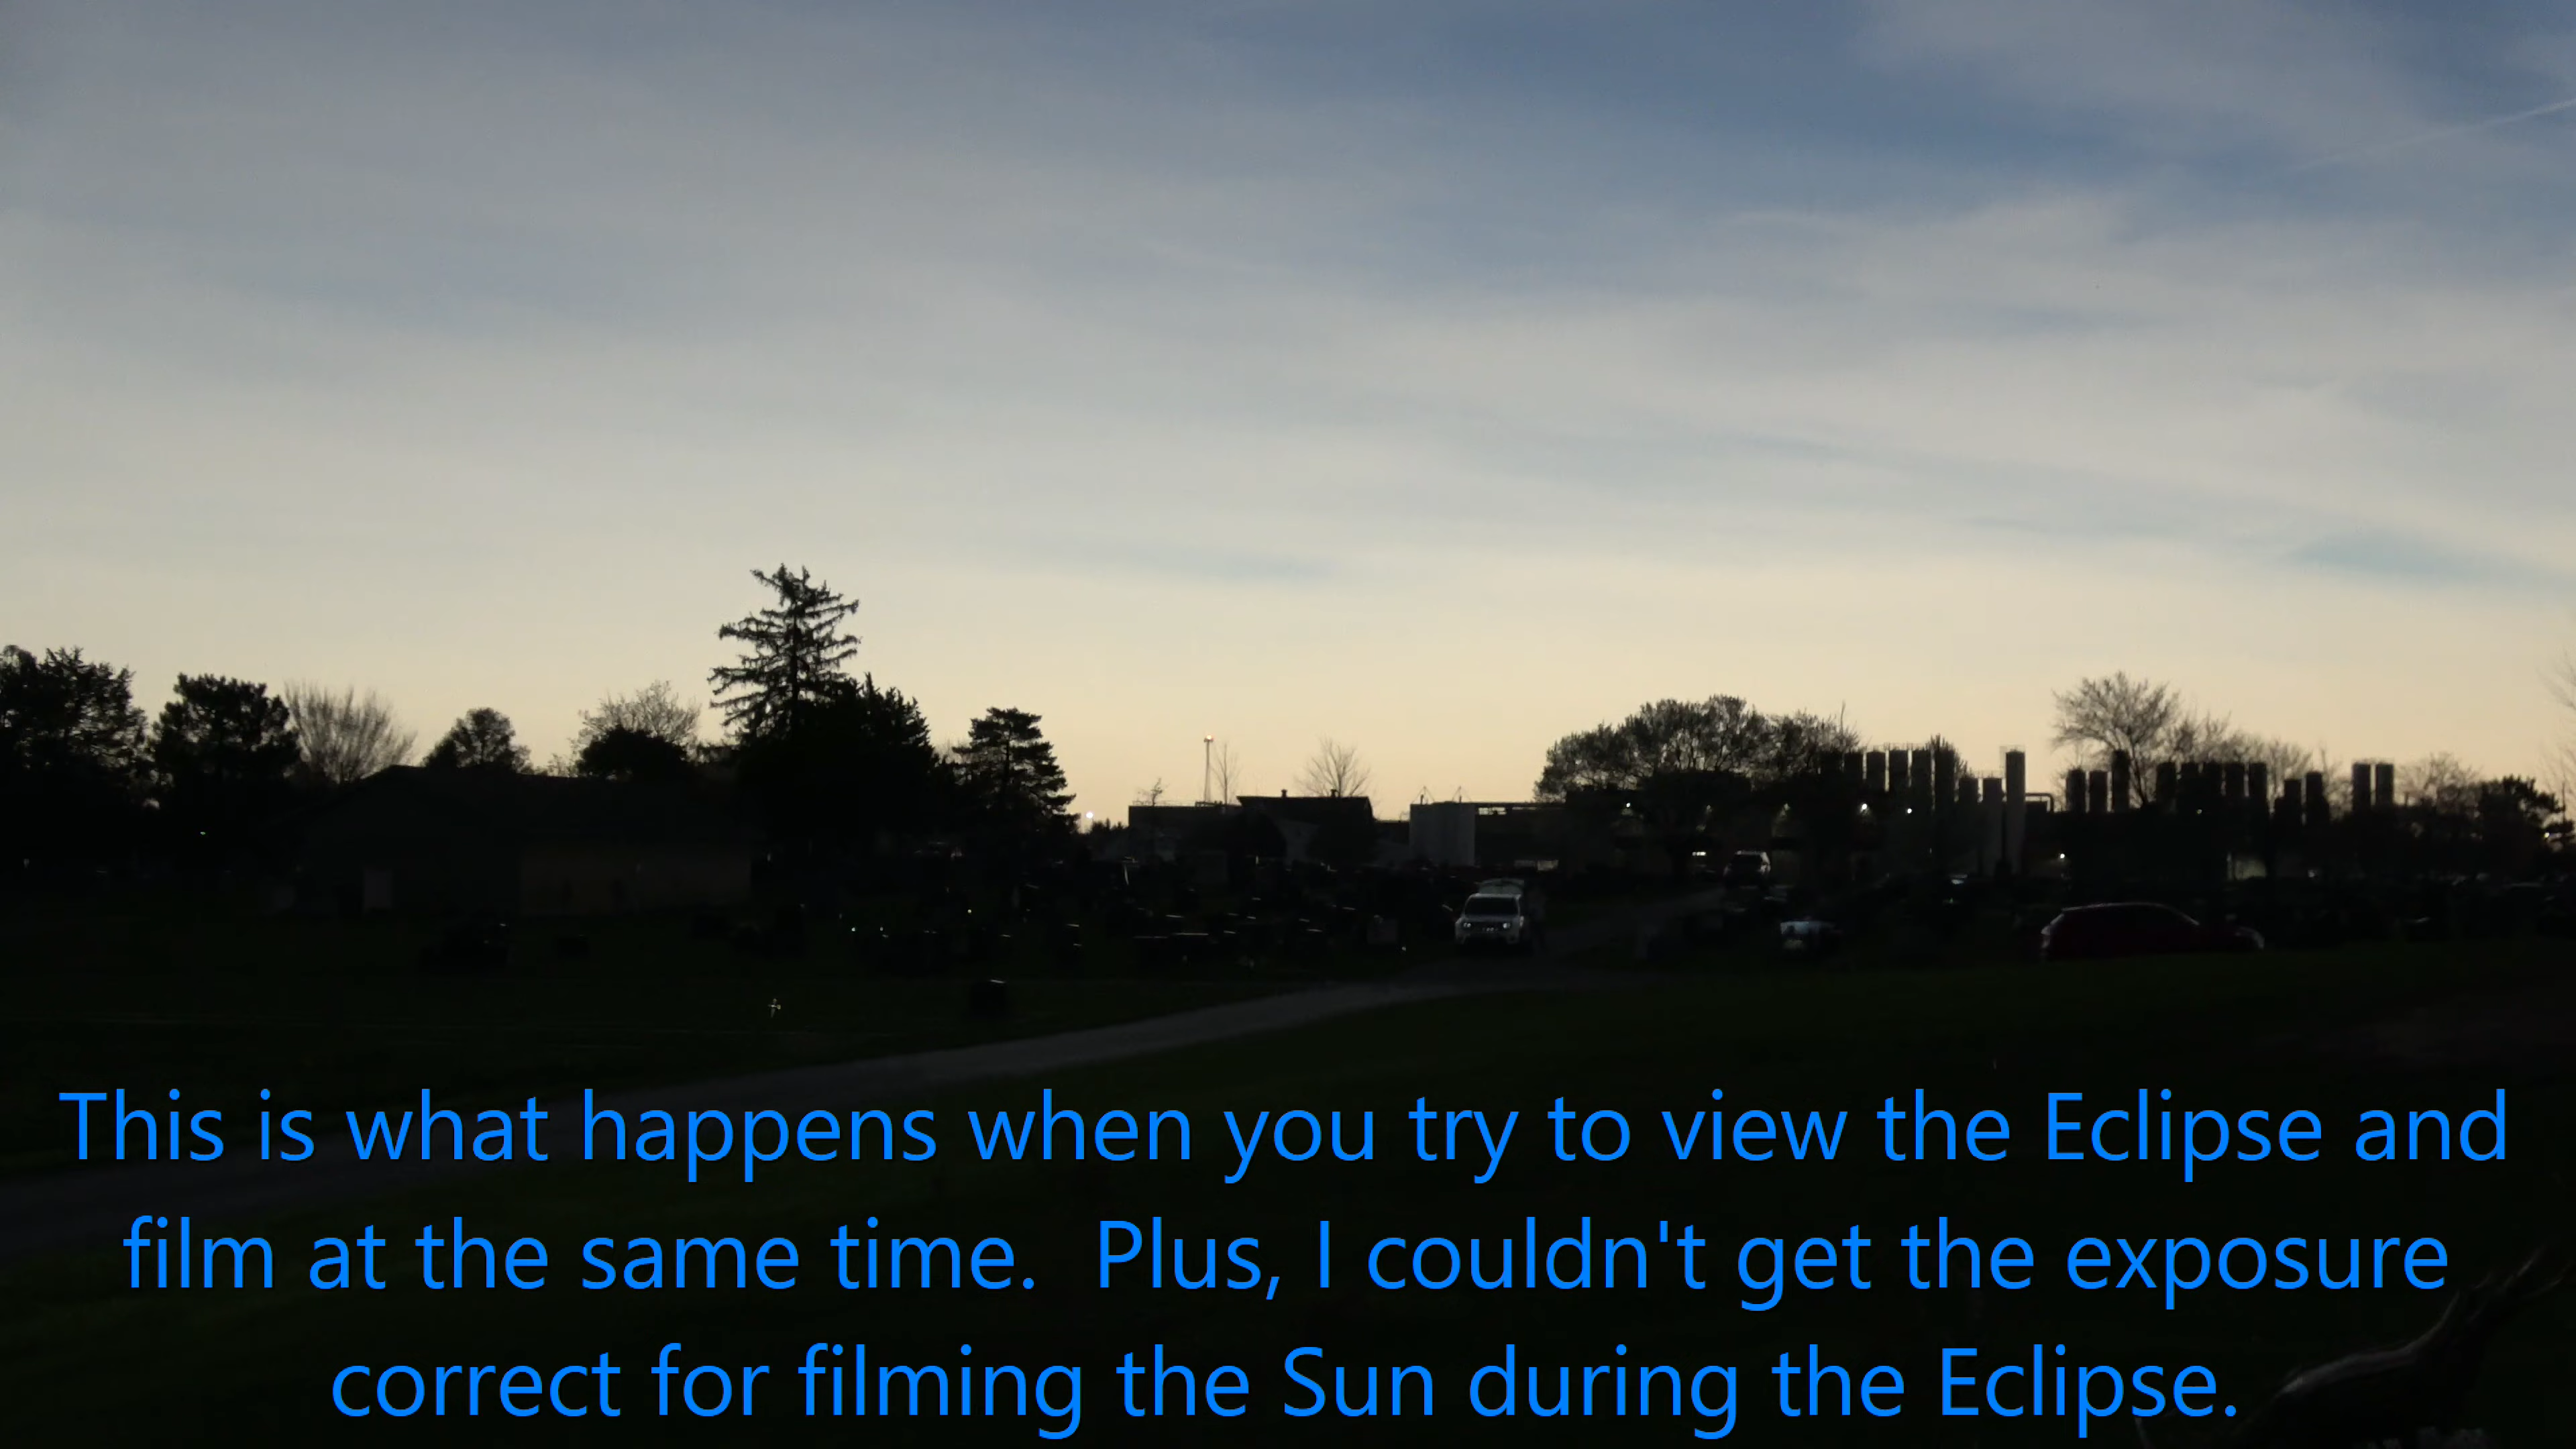 This is what happens when you try to view the Eclipse and
film at the same time.  Plus, I couldn't get the exposure
correct for filming the Sun during the Eclipse.